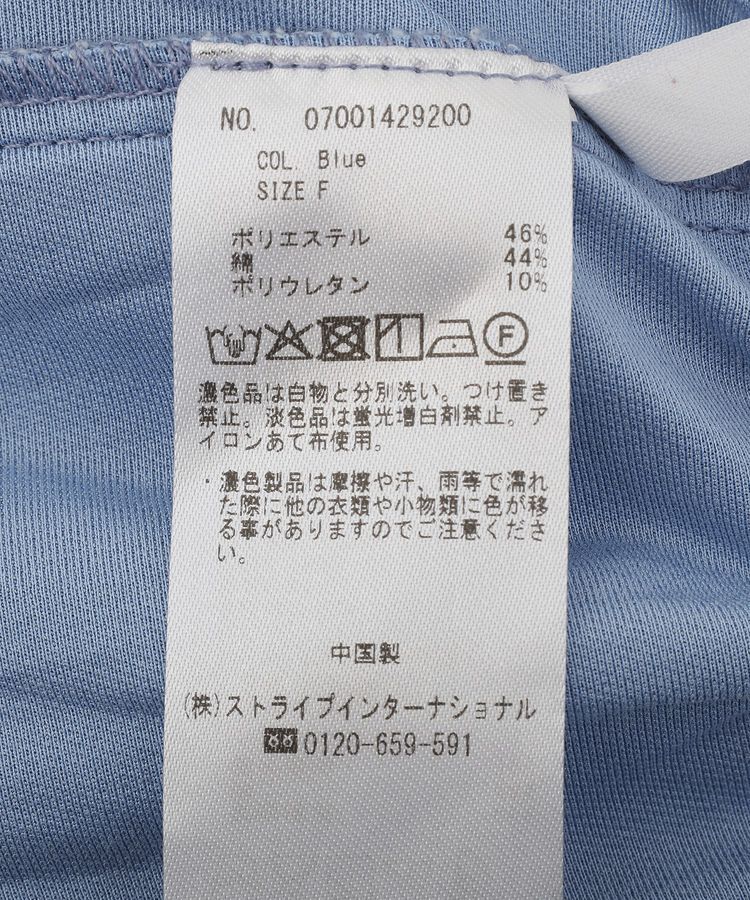 NO. 07001429200
COL. Blue
SIZE F
ポリエステル 46%
綿 44%
ポリウレタン 10%
F
濃色品は白物と分別洗い。つけ置き
禁止。淡色品は蛍光増白剤禁止。ア
イロンあて布使用。
・濃色製品は摩擦や汗、雨等で濡れ
た際に他の衣類や小物類に色が移
る事がありますのでご注意くださ
い。
中国製
(株)ストライプインターナショナル
0120-659-591